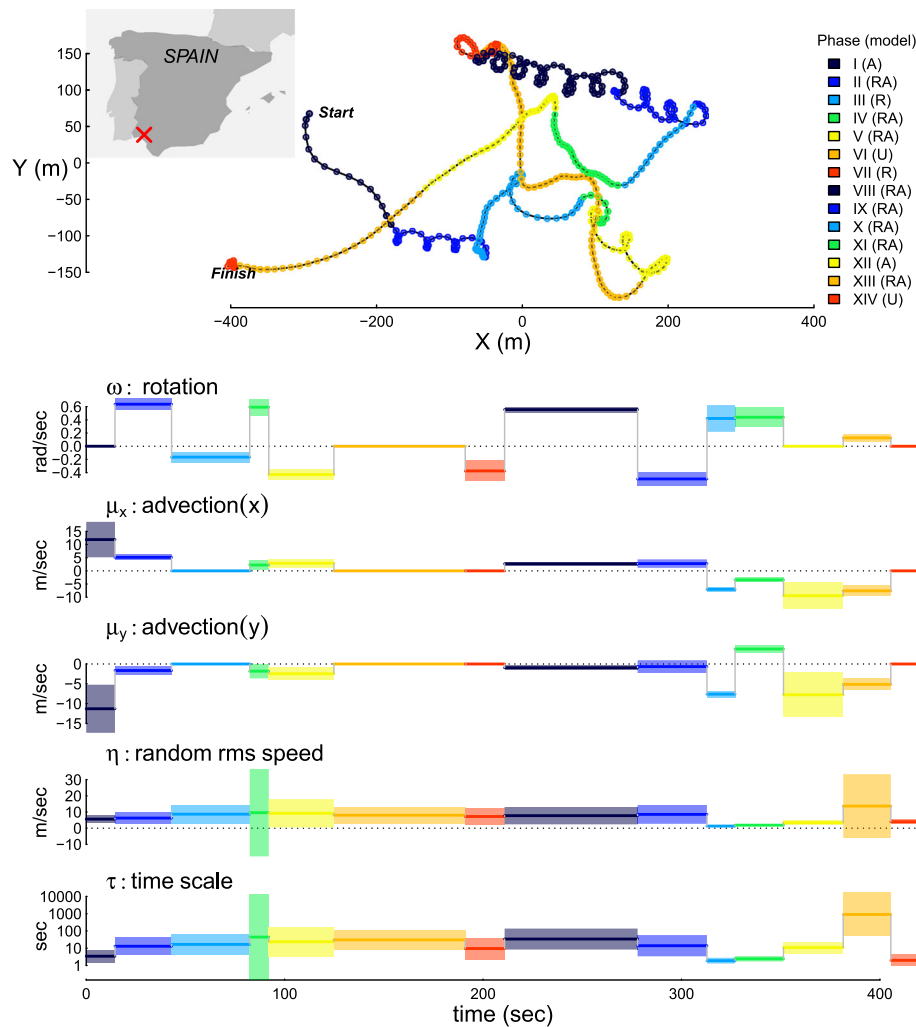 SPAIN
Start
Finish
Y (m)
150
100
50
0
−50
−100
−150
−400
−200
0
200
400
X (m)
Phase (model)
I (A)
II (RA)
III (R)
IV (RA)
V (RA)
VI (U)
VII (R)
VIII (RA)
IX (RA)
X (RA)
XI (RA)
XII (A)
XIII (RA)
XIV (U)
ω : rotation
rad/sec
0.6
0.4
0.2
0.0
−0.4
μx : advection(x)
m/sec
15
10
5
0
−5
−10
μy : advection(y)
m/sec
0
−5
−10
−15
η : random rms speed
m/sec
30
20
10
0
−10
τ : time scale
sec
10000
1000
100
10
1
0
100
200
300
400
time (sec)